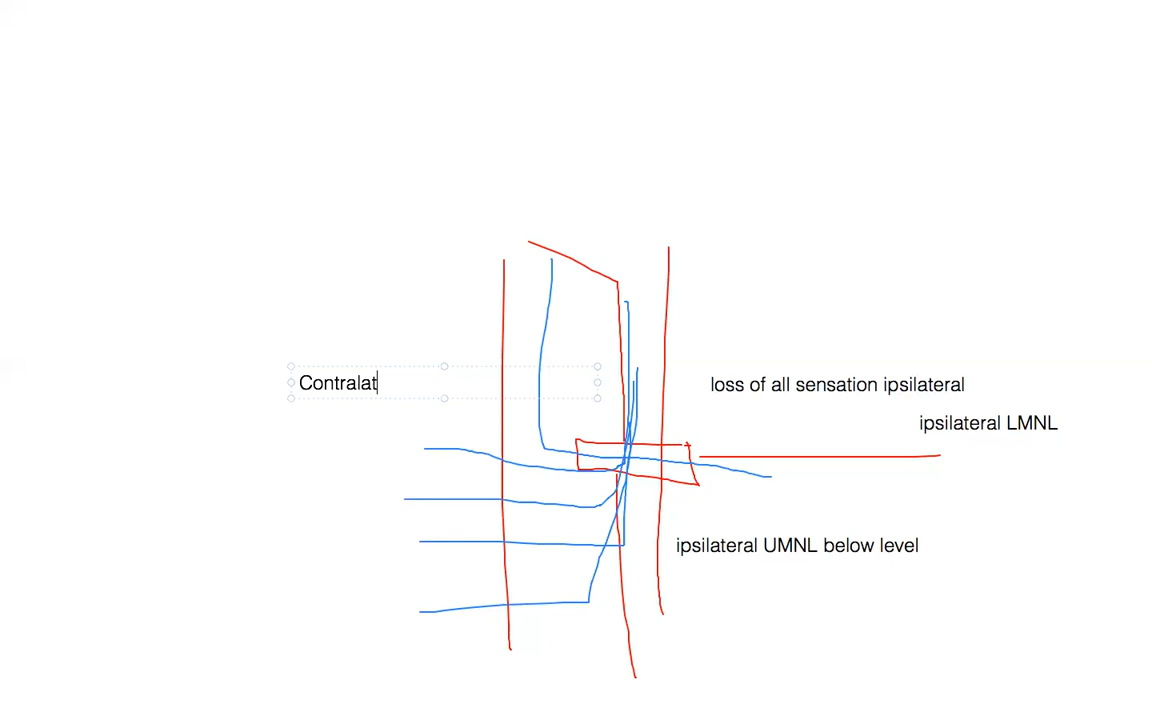 Contralat
loss of all sensation ipsilateral
ipsilateral LMNL
ipsilateral UMNL below level